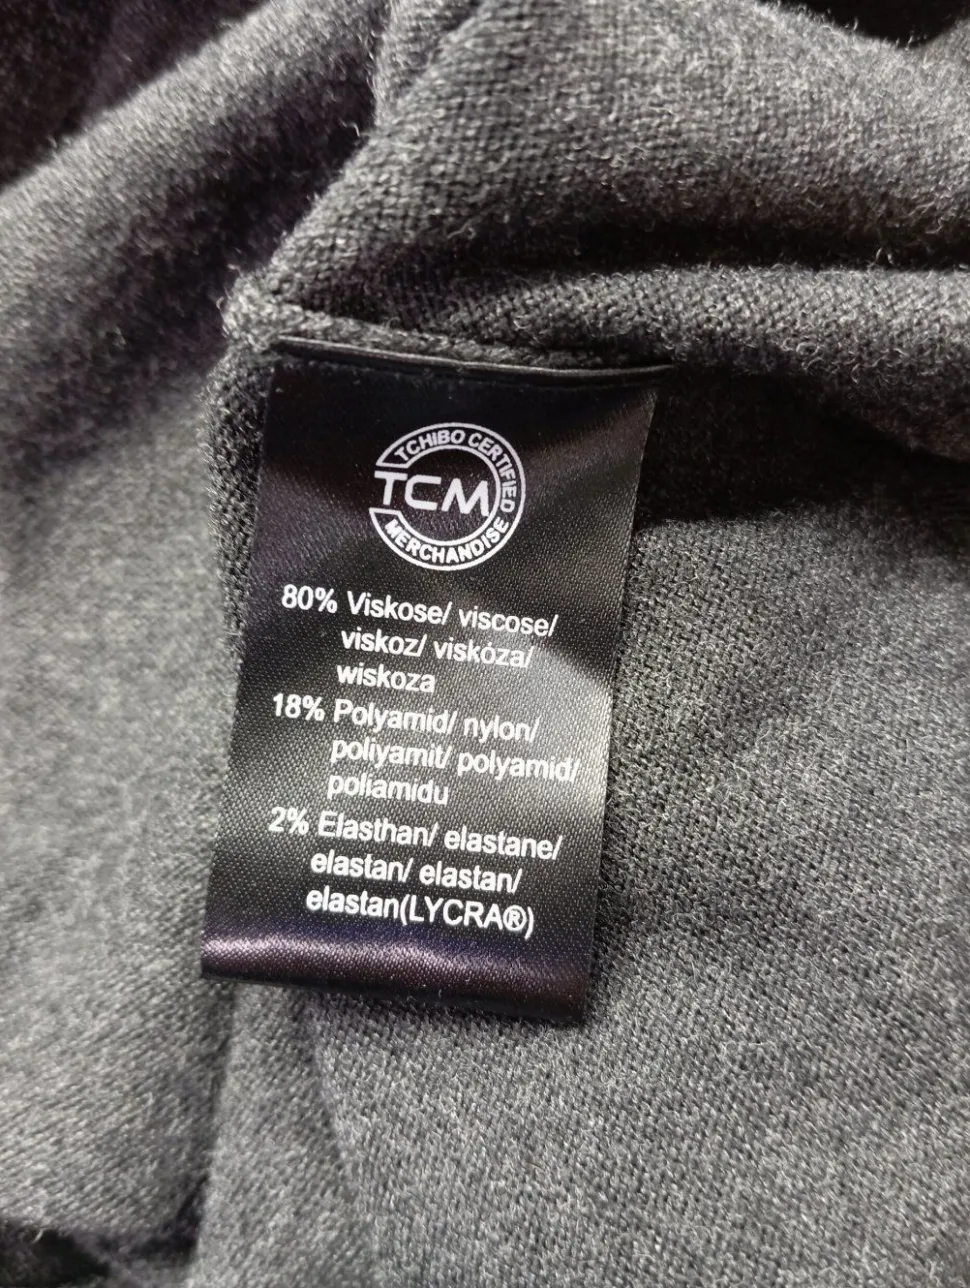 TCHIBO CERTIFIED
TCM
MERCHANDISE
80% Viskose/ viscose/
viskoz/ viskóza/
wiskoza
18% Polyamid/ nylon/
poliyamit/ polyamid/
poliamidu
2% Elasthan/ elastane/
elastan/ elastan/
elastan(LYCRA®)